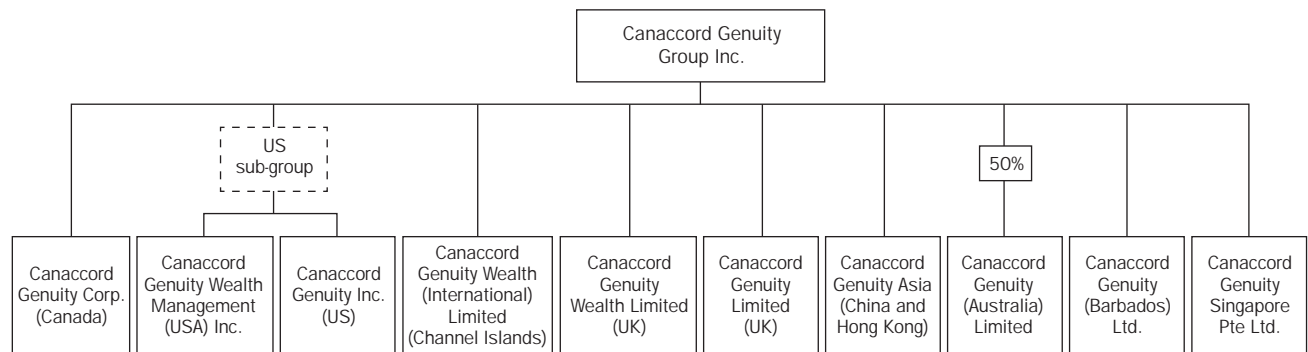 Canaccord Genuity
Group Inc.
US
sub-group
50%
Canaccord
Genuity Corp.
(Canada)
Canaccord
Genuity Wealth
Management
(USA) Inc.
Canaccord
Genuity Inc.
(US)
Canaccord
Genuity Wealth
(International)
Limited
(Channel Islands)
Canaccord
Genuity
Wealth Limited
(UK)
Canaccord
Genuity
Limited
(UK)
Canaccord
Genuity Asia
(China and
Hong Kong)
Canaccord
Genuity
(Australia)
Limited
Canaccord
Genuity
(Barbados)
Ltd.
Canaccord
Genuity
Singapore
Pte Ltd.